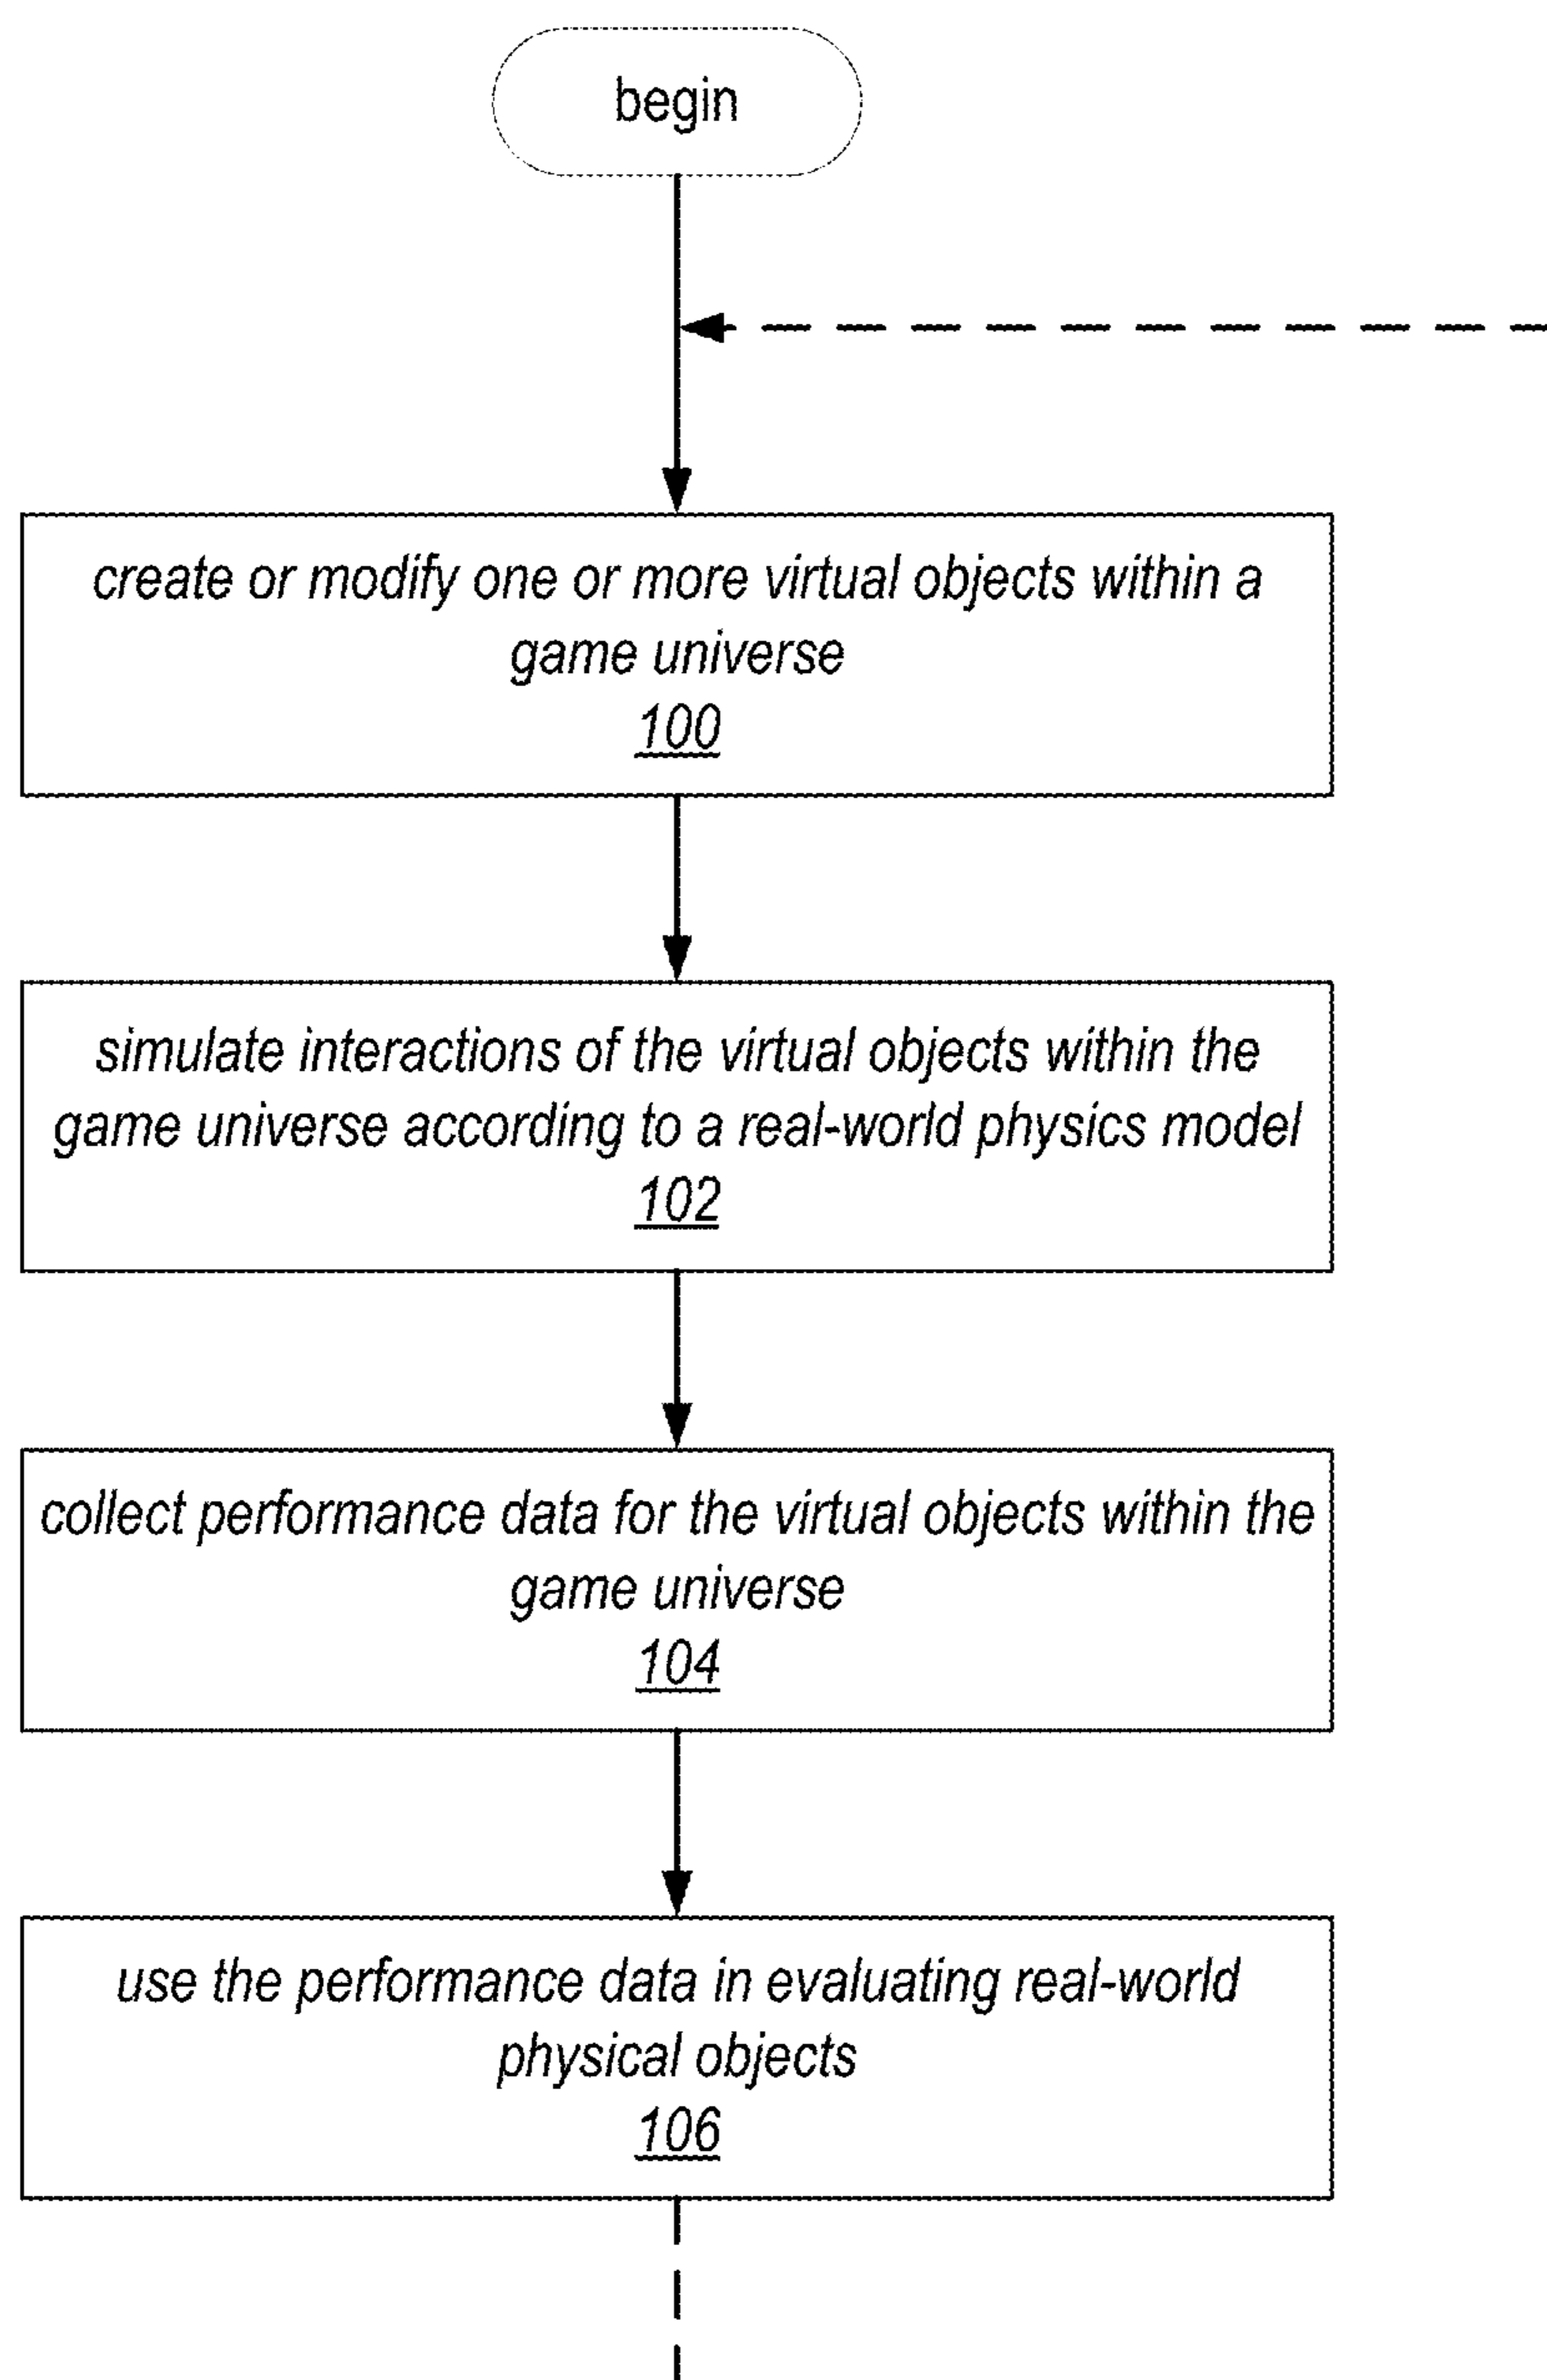 begin
create or modify one or more virtual objects within a
game universe
100
simulate interactions of the virtual objects within the
game universe according to a real-world physics model
102
collect performance data for the virtual objects within the
game universe
104
use the performance data in evaluating real-world
physical objects
106